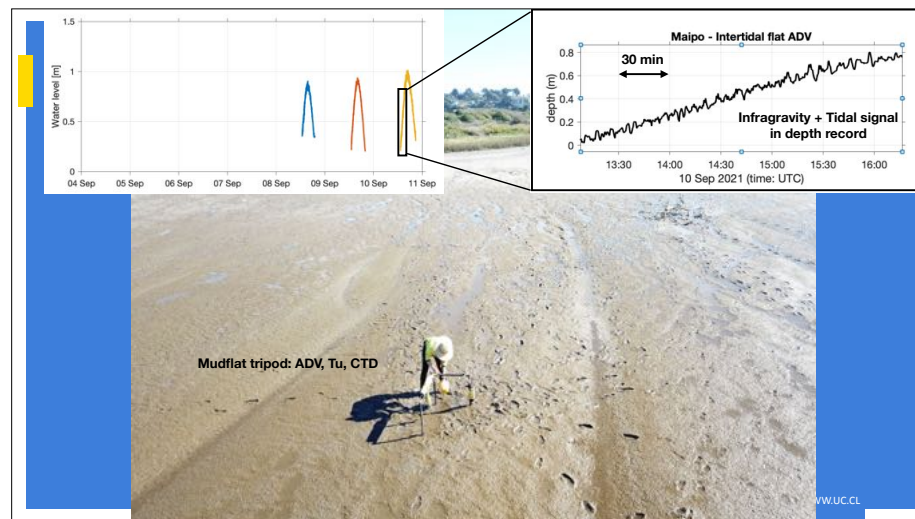 1.5
1
0.5
0
Water level [m]
04 Sep 05 Sep 06 Sep 07 Sep 08 Sep 09 Sep 10 Sep 11 Sep
Maipo - Intertidal flat ADV
30 min
0.8
0.6
0.4
0.2
0
depth (m)
Infragravity + Tidal signal
in depth record
13:30 14:00 14:30 15:00 15:30 16:00
10 Sep 2021 (time: UTC)
Mudflat tripod: ADV, Tu, CTD
WW.UC.CL